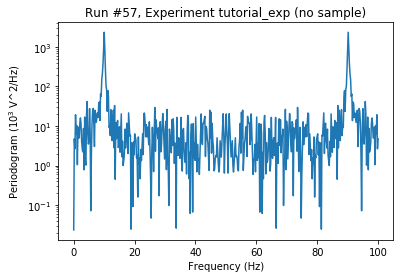 Run #57, Experiment tutorial_exp (no sample)
Periodogram (10³ V^2/Hz)
10³
10²
10¹
10⁰
10⁻¹
0 20 40 60 80 100
Frequency (Hz)